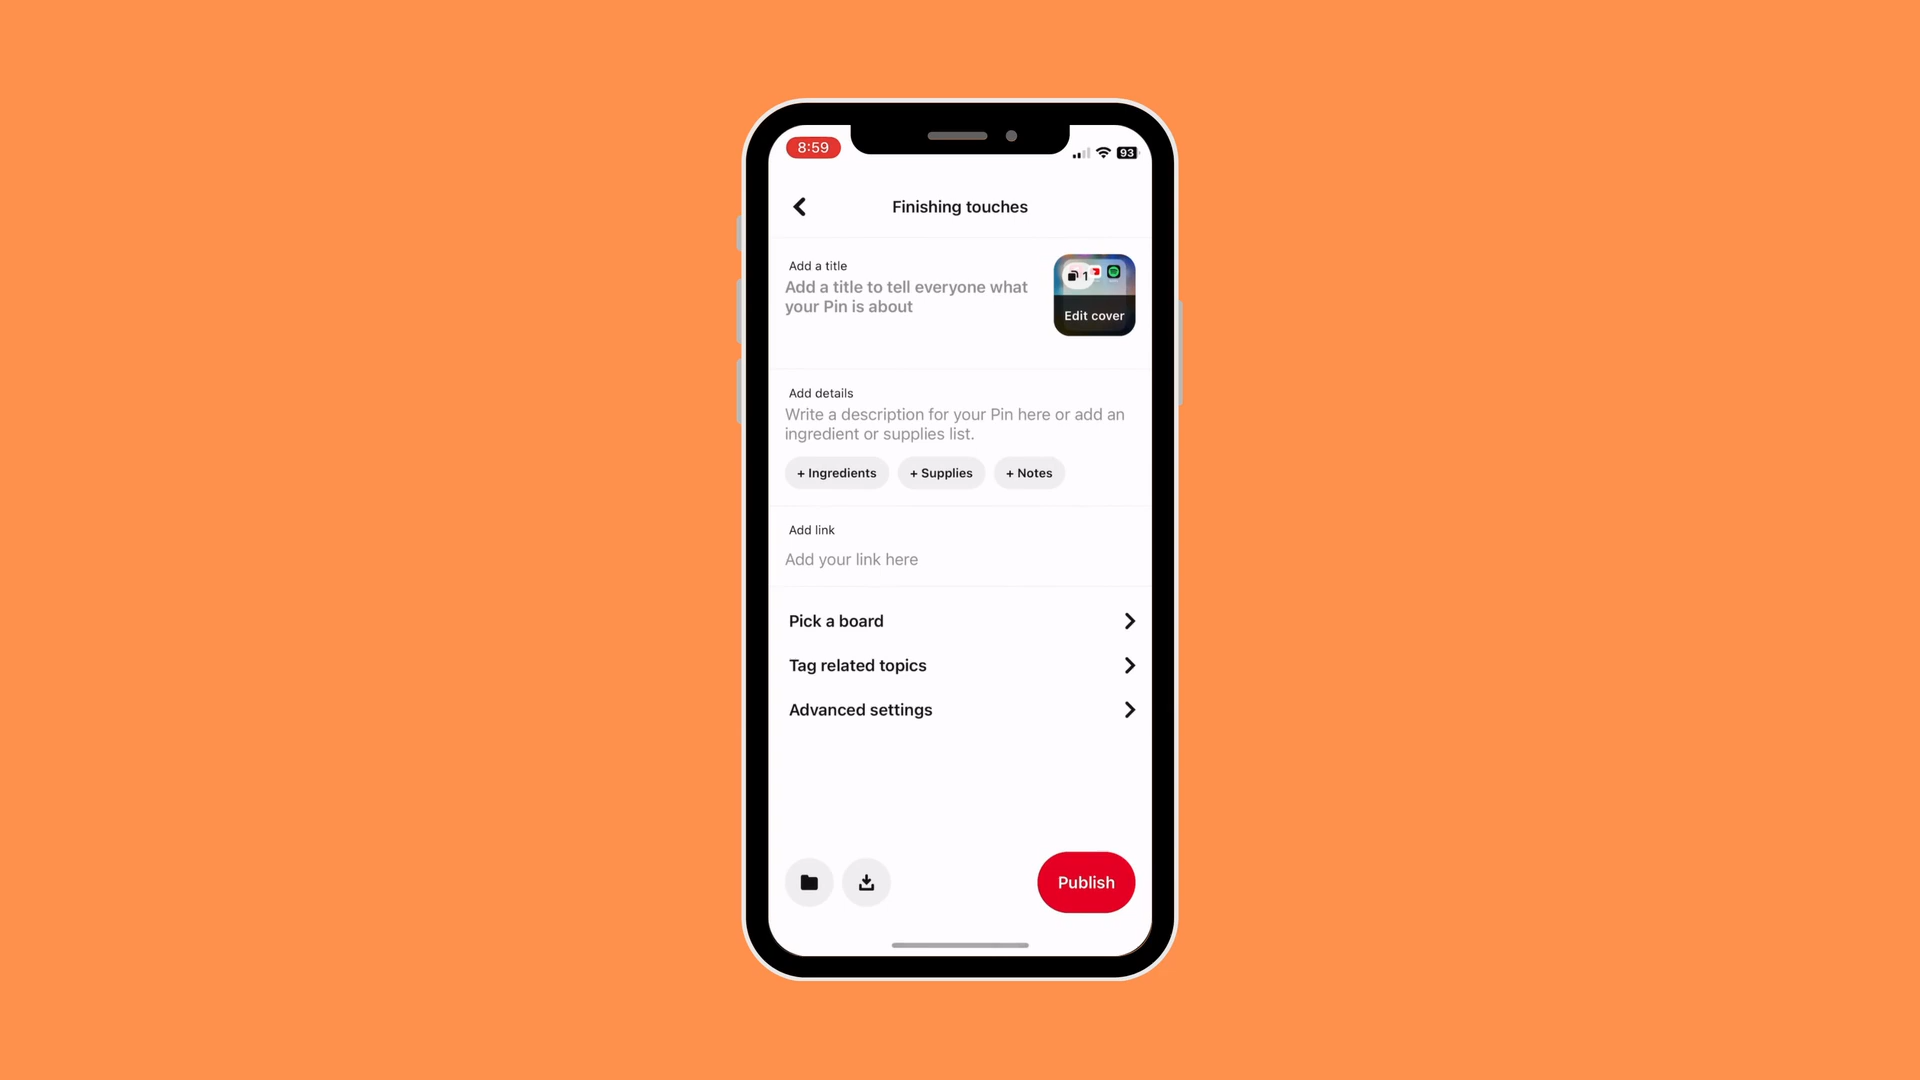 8:59
93
Finishing touches
Add a title
Add a title to tell everyone what
your Pin is about
1
Edit cover
Add details
Write a description for your Pin here or add an
ingredient or supplies list.
+ Ingredients + Supplies + Notes
Add link
Add your link here
Pick a board
Tag related topics
Advanced settings
Publish